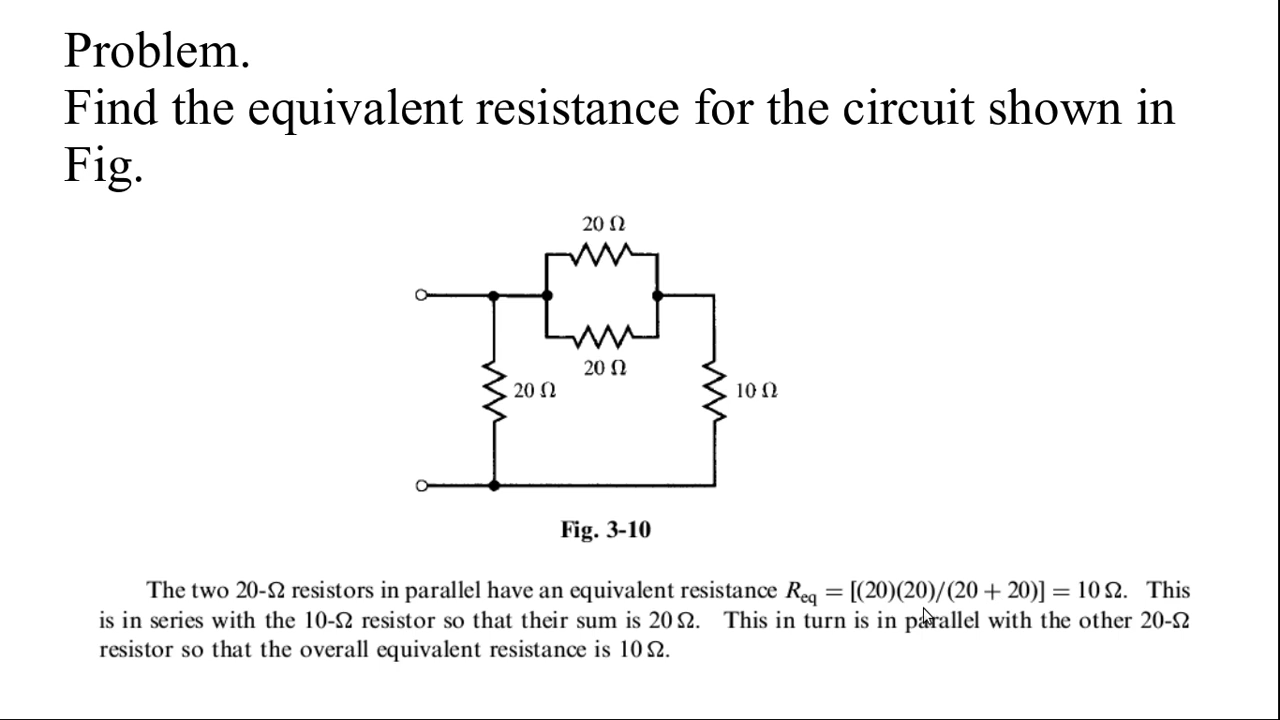 Problem.
Find the equivalent resistance for the circuit shown in
Fig.
20 Ω
20 Ω
20 Ω
10 Ω
Fig. 3-10
The two 20-Ω resistors in parallel have an equivalent resistance Req = [(20)(20)/(20 + 20)] = 10 Ω. This
is in series with the 10-Ω resistor so that their sum is 20 Ω. This in turn is in parallel with the other 20-Ω
resistor so that the overall equivalent resistance is 10 Ω.